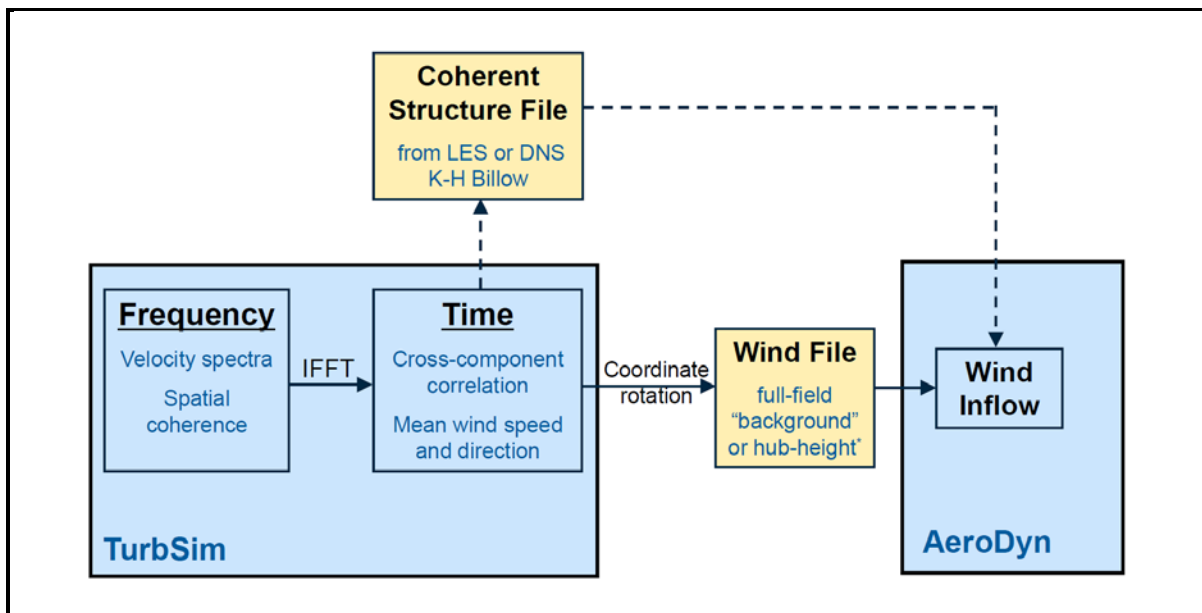 Coherent
Structure File
from LES or DNS
K-H Billow
Frequency
Velocity spectra
Spatial
coherence
IFFT
Time
Cross-component
correlation
Mean wind speed
and direction
Coordinate
rotation
Wind File
full-field
“background”
or hub-height*
Wind
Inflow
TurbSim
AeroDyn